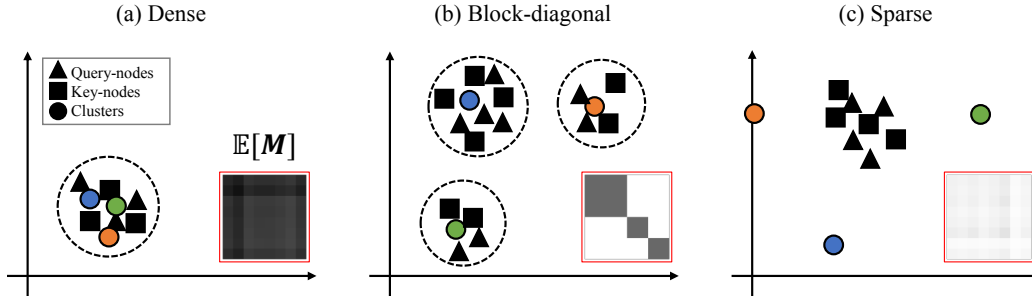 (a) Dense
(b) Block-diagonal
(c) Sparse
Query-nodes
Key-nodes
Clusters
𝔼[𝑴]